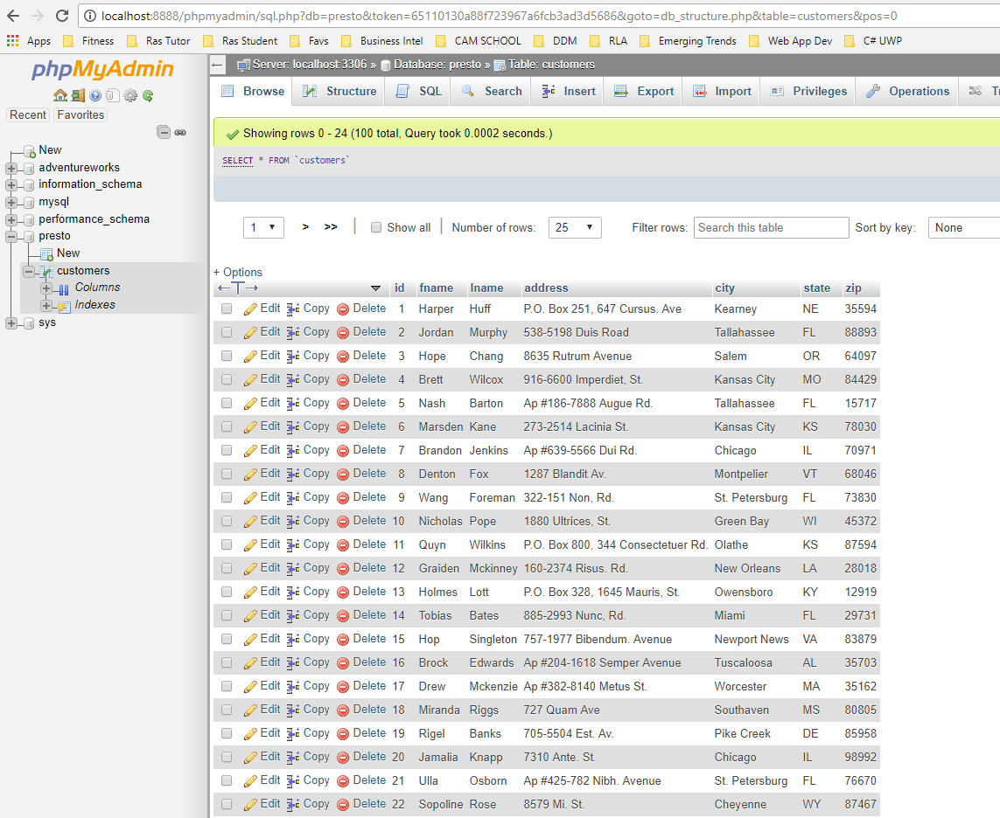 localhost:8888/phpmyadmin/sql.php?db=presto&token=65110130a88f723967a6fcb3ad3d5686&goto=db_structure.php&table=customers&pos=0
Apps Fitness Ras Tutor Ras Student Favs Business Intel CAM SCHOOL DDM RLA Emerging Trends Web App Dev C# UWP
phpMyAdmin
Recent Favorites
New
adventureworks
information_schema
mysql
performance_schema
presto
New
customers
Columns
Indexes
sys
Server: localhost:3306 » Database: presto » Table: customers
Browse Structure SQL Search Insert Export Import Privileges Operations
Showing rows 0 - 24 (100 total, Query took 0.0002 seconds.)
SELECT * FROM `customers`
1 > >> Show all Number of rows: 25 Filter rows: Search this table Sort by key: None
+ Options
←T→ id fname lname address city state zip
Edit Copy Delete 1 Harper Huff P.O. Box 251, 647 Cursus. Ave Kearney NE 35594
Edit Copy Delete 2 Jordan Murphy 538-5198 Duis Road Tallahassee FL 88893
Edit Copy Delete 3 Hope Chang 8635 Rutrum Avenue Salem OR 64097
Edit Copy Delete 4 Brett Wilcox 916-6600 Imperdiet, St. Kansas City MO 84429
Edit Copy Delete 5 Nash Barton Ap #186-7888 Augue Rd. Tallahassee FL 15717
Edit Copy Delete 6 Marsden Kane 273-2514 Lacinia St. Kansas City KS 78030
Edit Copy Delete 7 Brandon Jenkins Ap #639-5566 Dui Rd. Chicago IL 70971
Edit Copy Delete 8 Denton Fox 1287 Blandit Av. Montpelier VT 68046
Edit Copy Delete 9 Wang Foreman 322-151 Non, Rd. St. Petersburg FL 73830
Edit Copy Delete 10 Nicholas Pope 1880 Ultrices, St. Green Bay WI 45372
Edit Copy Delete 11 Quyn Wilkins P.O. Box 800, 344 Consectetuer Rd. Olathe KS 87594
Edit Copy Delete 12 Graiden Mckinney 160-2374 Risus. Rd. New Orleans LA 28018
Edit Copy Delete 13 Holmes Lott P.O. Box 328, 1645 Mauris, St. Owensboro KY 12919
Edit Copy Delete 14 Tobias Bates 885-2993 Nunc, Rd. Miami FL 29731
Edit Copy Delete 15 Hop Singleton 757-1977 Bibendum. Avenue Newport News VA 83879
Edit Copy Delete 16 Brock Edwards Ap #204-1618 Semper Avenue Tuscaloosa AL 35703
Edit Copy Delete 17 Drew Mckenzie Ap #382-8140 Metus St. Worcester MA 35162
Edit Copy Delete 18 Miranda Riggs 727 Quam Ave Southaven MS 80805
Edit Copy Delete 19 Rigel Banks 705-5504 Est. Av. Pike Creek DE 85958
Edit Copy Delete 20 Jamalia Knapp 7310 Ante. St. Chicago IL 98992
Edit Copy Delete 21 Ulla Osborn Ap #425-782 Nibh. Avenue St. Petersburg FL 76670
Edit Copy Delete 22 Sopoline Rose 8579 Mi. St. Cheyenne WY 87467